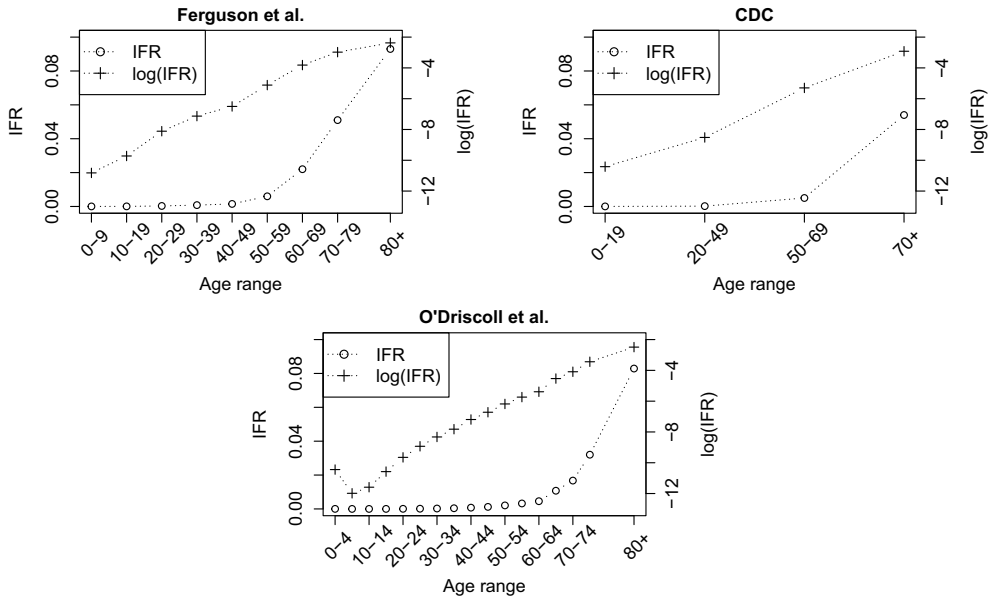 Ferguson et al.
IFR
log(IFR)
0.00
0.04
0.08
IFR
−4
−8
−12
log(IFR)
0−9
10−19
20−29
30−39
40−49
50−59
60−69
70−79
80+
Age range
CDC
IFR
log(IFR)
0.00
0.04
0.08
IFR
−4
−8
−12
log(IFR)
0−19
20−49
50−69
70+
Age range
O'Driscoll et al.
IFR
log(IFR)
0.00
0.04
0.08
IFR
−4
−8
−12
log(IFR)
0−4
10−14
20−24
30−34
40−44
50−54
60−64
70−74
80+
Age range